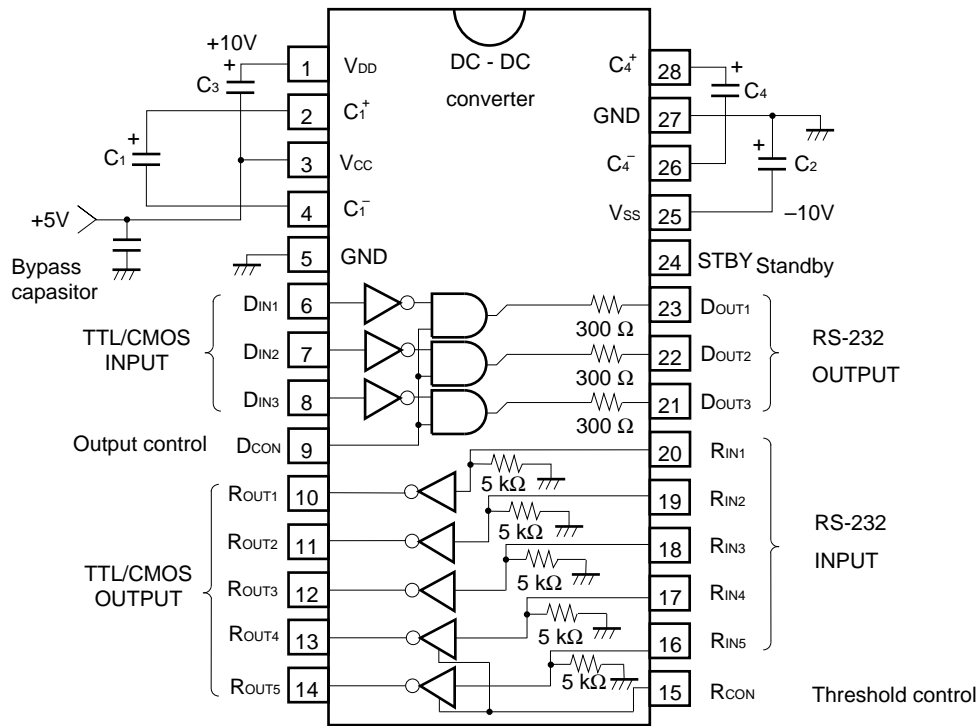 +10V
+
C3
1
VDD
DC - DC
converter
C4+
28
+
C4
2
C1+
GND
27
+
C1
3
VCC
C4−
26
+
C2
+5V
4
C1−
VSS
25
−10V
Bypass
capasitor
5
GND
24
STBY
Standby
TTL/CMOS
INPUT
DIN1
6
300 Ω
23
DOUT1
DIN2
7
300 Ω
22
DOUT2
DIN3
8
300 Ω
21
DOUT3
RS-232
OUTPUT
Output control
DCON
9
20
RIN1
5 kΩ
ROUT1
10
19
RIN2
5 kΩ
ROUT2
11
18
RIN3
5 kΩ
ROUT3
12
17
RIN4
5 kΩ
ROUT4
13
16
RIN5
5 kΩ
ROUT5
14
15
RCON
Threshold control
TTL/CMOS
OUTPUT
RS-232
INPUT